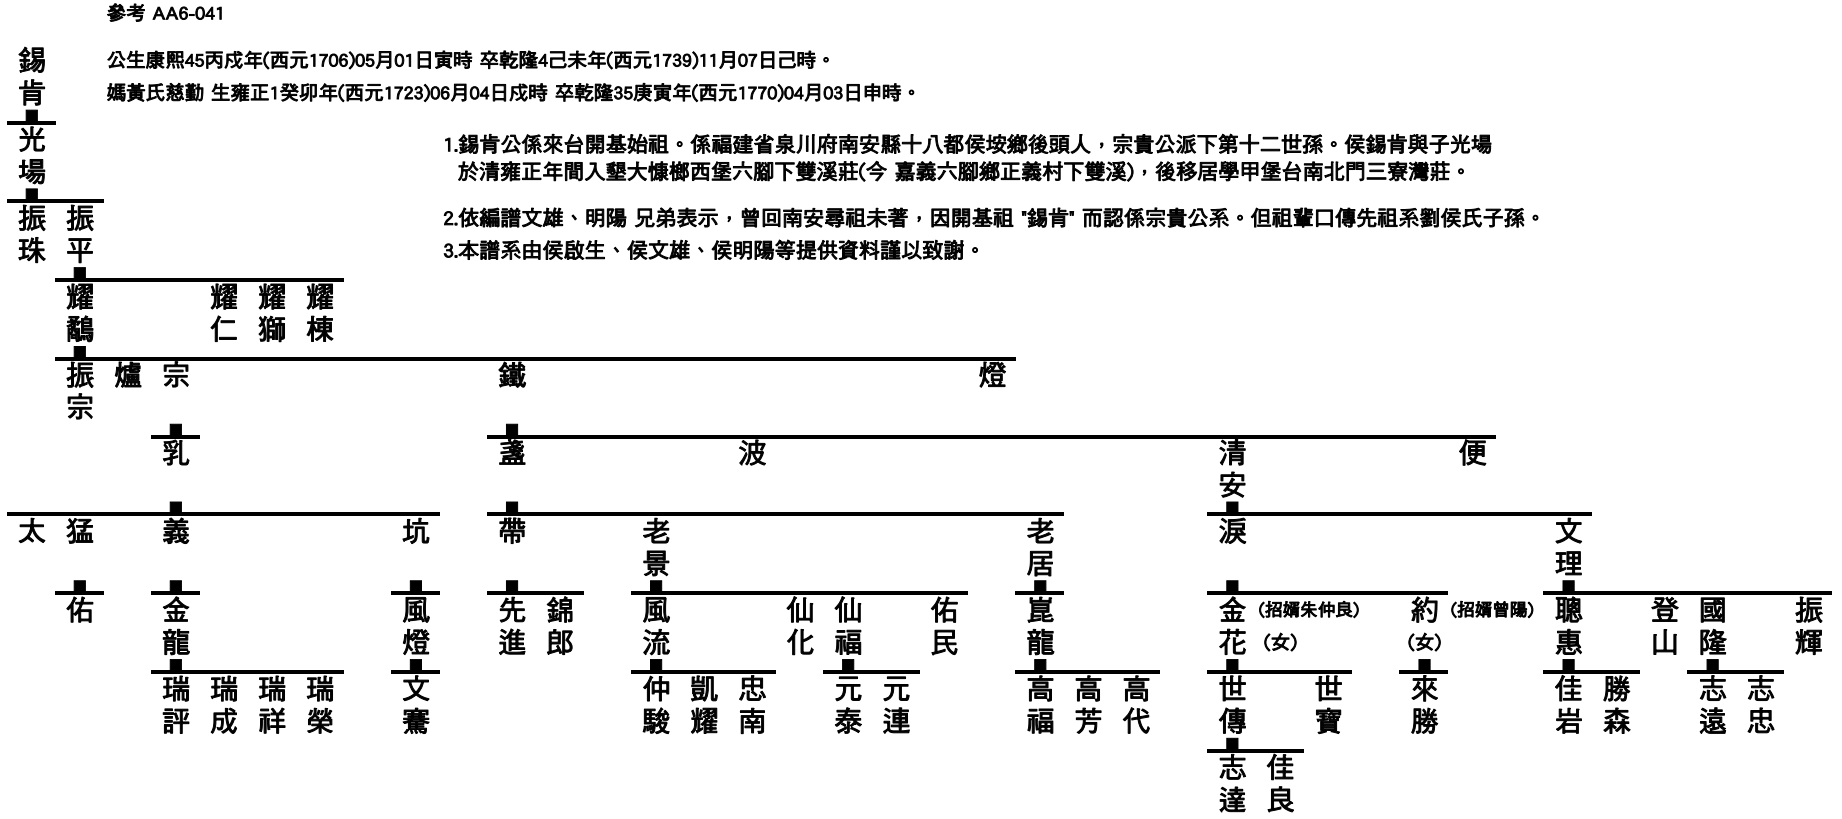 參考 AA6-041
公生康熙45丙戍年(西元1706)05月01日寅時 卒乾隆4己未年(西元1739)11月07日己時。
媽黃氏慈勤 生雍正1癸卯年(西元1723)06月04日戍時 卒乾隆35庚寅年(西元1770)04月03日申時。
錫肯
光場
1.錫肯公係來台開基始祖。係福建省泉川府南安縣十八都侯垵鄉後頭人，宗貴公派下第十二世孫。侯錫肯與子光場
於清雍正年間入墾大槺榔西堡六腳下雙溪莊(今 嘉義六腳鄉正義村下雙溪)，後移居學甲堡台南北門三寮灣莊。
2.依編譜文雄、明陽 兄弟表示，曾回南安尋祖未著，因開基祖 "錫肯" 而認係宗貴公系。但祖輩口傳先祖系劉侯氏子孫。
3.本譜系由侯啟生、侯文雄、侯明陽等提供資料謹以致謝。
振珠 振平
耀鷸 耀仁 耀獅 耀棟
振宗 爐 宗 鐵 燈
乳 盞 波 清安 便
太 猛 義 坑 帶 老景 老居 淚 文理
佑 金龍 風燈 先進 錦郎 風流 仙化 仙福 佑民 崑龍 金花(女)(招婿朱仲良) 約(女)(招婿曾陽) 聰惠 登山 國隆 振輝
瑞評 瑞成 瑞祥 瑞榮 文騫 仲駿 凱耀 忠南 元泰 元連 高福 高芳 高代 世傳 世寶 來勝 佳岩 勝森 志遠 志忠
志達 佳良